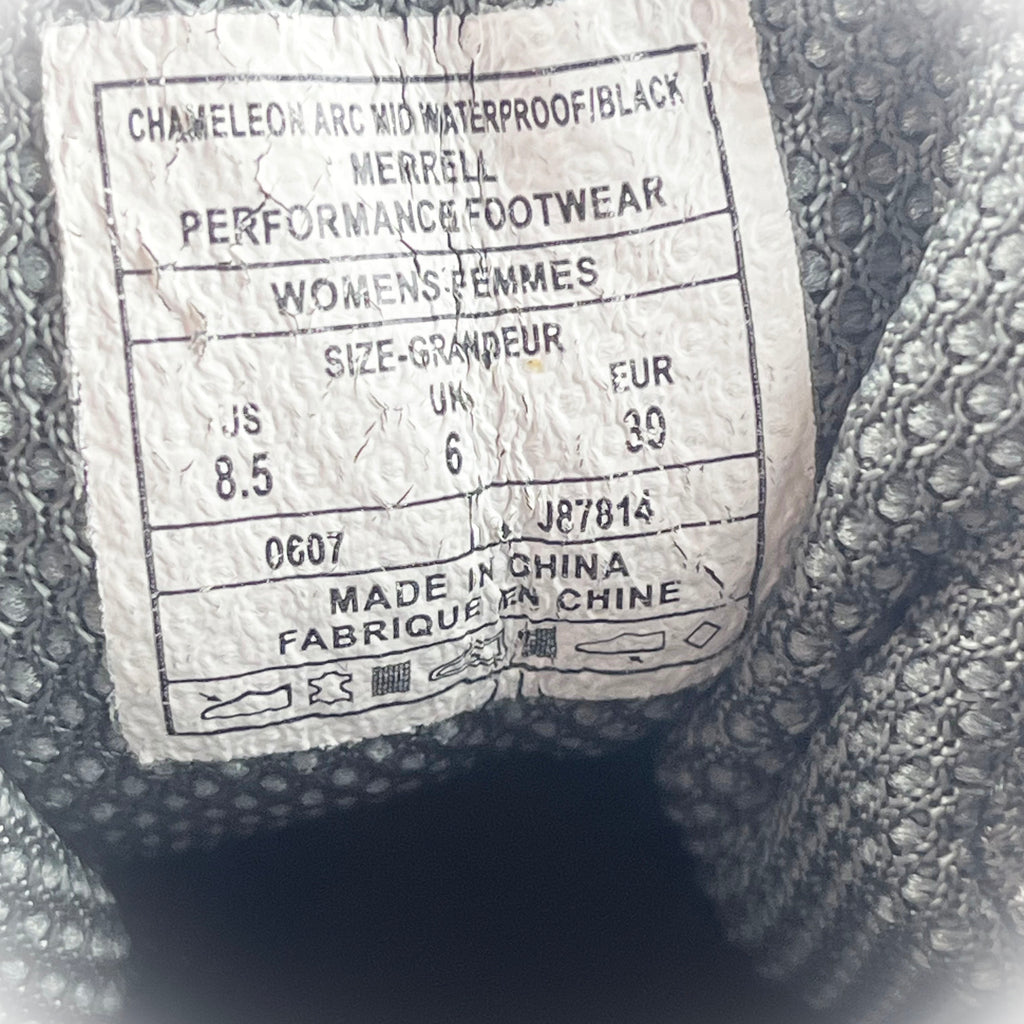 CHAMELEON ARC MID WATERPROOF/BLACK
MERRELL
PERFORMANCE FOOTWEAR
WOMENS-FEMMES
SIZE-GRANDEUR
US UK EUR
8.5 6 39
0607 J87814
MADE IN CHINA
FABRIQUE EN CHINE